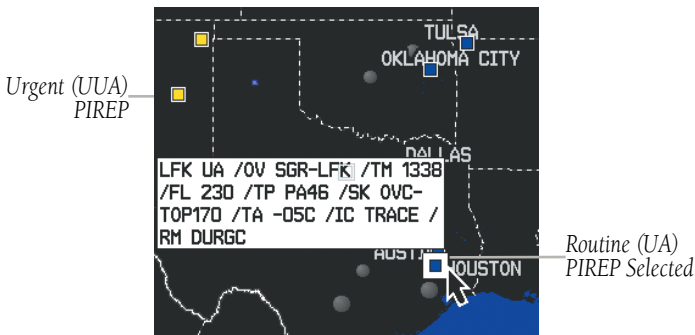 TULSA
OKLAHOMA CITY
Urgent (UUA)
PIREP
DALLAS
LFK UA /OV SGR-LFK /TM 1338
/FL 230 /TP PA46 /SK OVC-
TOP170 /TA -05C /IC TRACE /
RM DURGC
HOUSTON
Routine (UA)
PIREP Selected